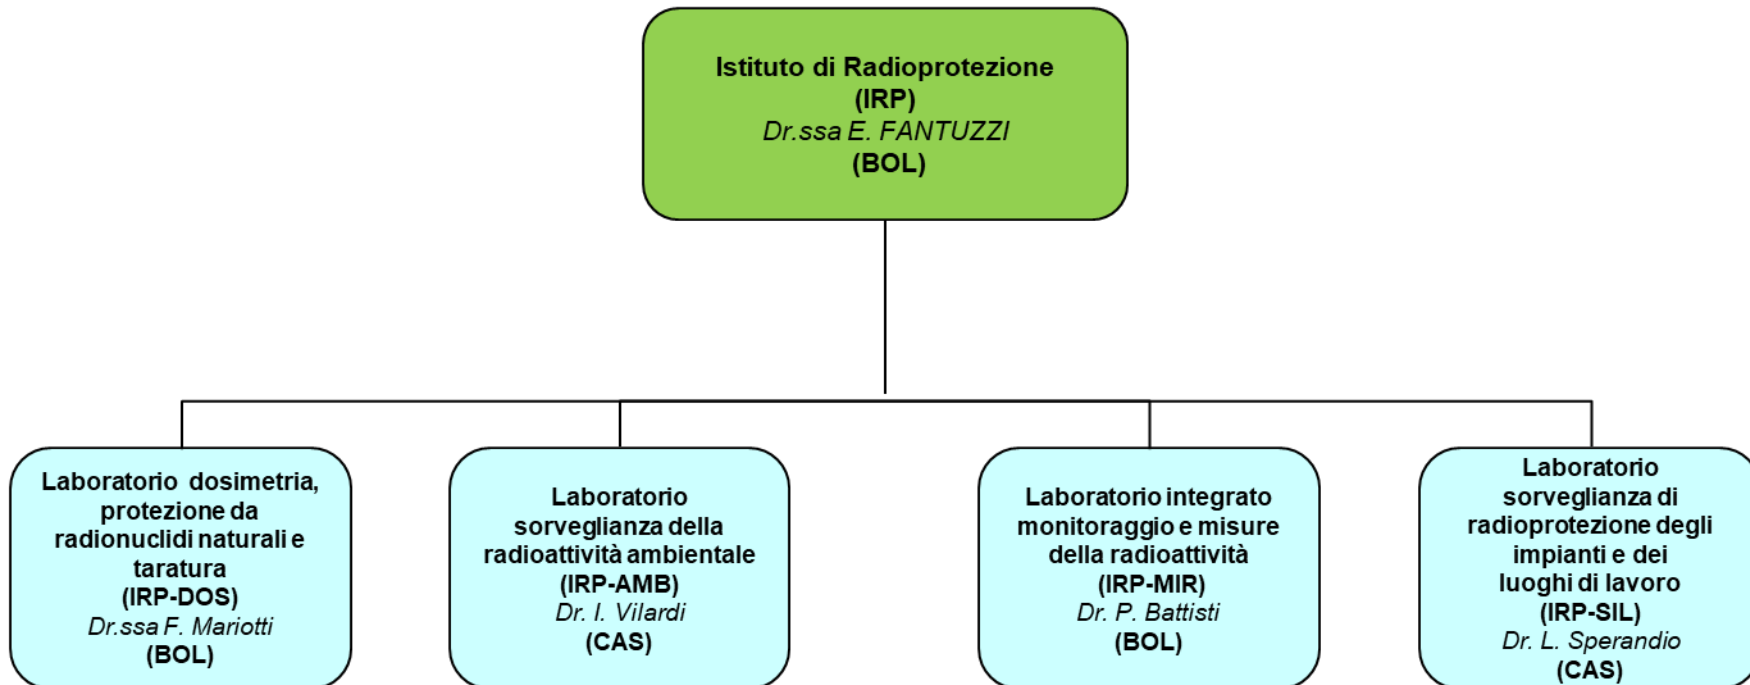 Istituto di Radioprotezione
(IRP)
Dr.ssa E. FANTUZZI
(BOL)
Laboratorio dosimetria,
protezione da
radionuclidi naturali e
taratura
(IRP-DOS)
Dr.ssa F. Mariotti
(BOL)
Laboratorio
sorveglianza della
radioattività ambientale
(IRP-AMB)
Dr. I. Vilardi
(CAS)
Laboratorio integrato
monitoraggio e misure
della radioattività
(IRP-MIR)
Dr. P. Battisti
(BOL)
Laboratorio
sorveglianza di
radioprotezione degli
impianti e dei
luoghi di lavoro
(IRP-SIL)
Dr. L. Sperandio
(CAS)